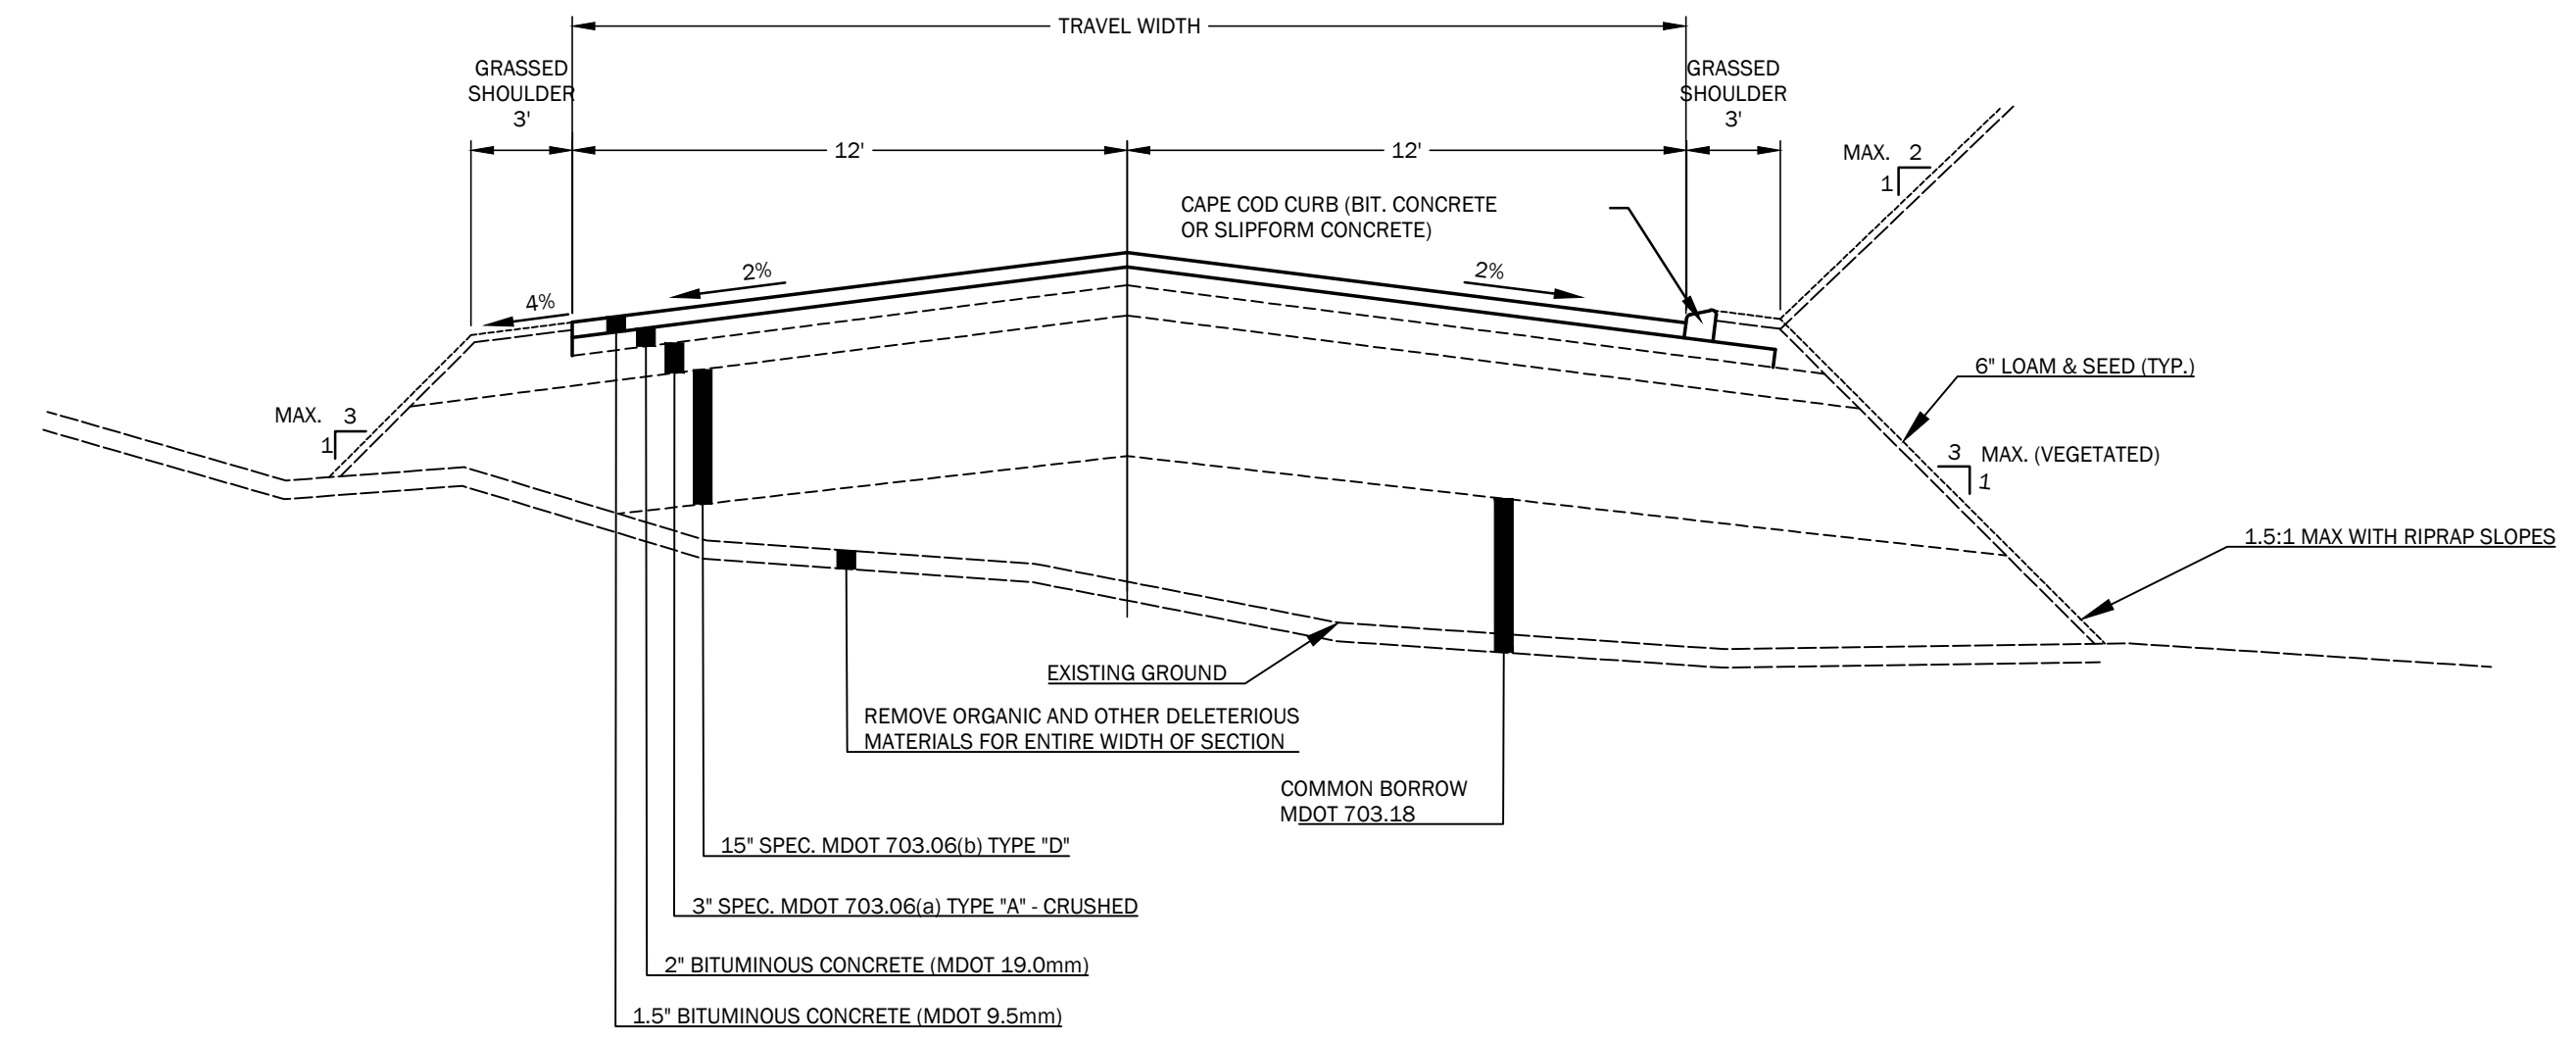 TRAVEL WIDTH
GRASSED
SHOULDER
3'
GRASSED
SHOULDER
3'
12'
12'
MAX. 2
1
CAPE COD CURB (BIT. CONCRETE
OR SLIPFORM CONCRETE)
2%
2%
4%
6" LOAM & SEED (TYP.)
MAX. 3
1
3 MAX. (VEGETATED)
1
1.5:1 MAX WITH RIPRAP SLOPES
EXISTING GROUND
REMOVE ORGANIC AND OTHER DELETERIOUS
MATERIALS FOR ENTIRE WIDTH OF SECTION
COMMON BORROW
MDOT 703.18
15" SPEC. MDOT 703.06(b) TYPE "D"
3" SPEC. MDOT 703.06(a) TYPE "A" - CRUSHED
2" BITUMINOUS CONCRETE (MDOT 19.0mm)
1.5" BITUMINOUS CONCRETE (MDOT 9.5mm)